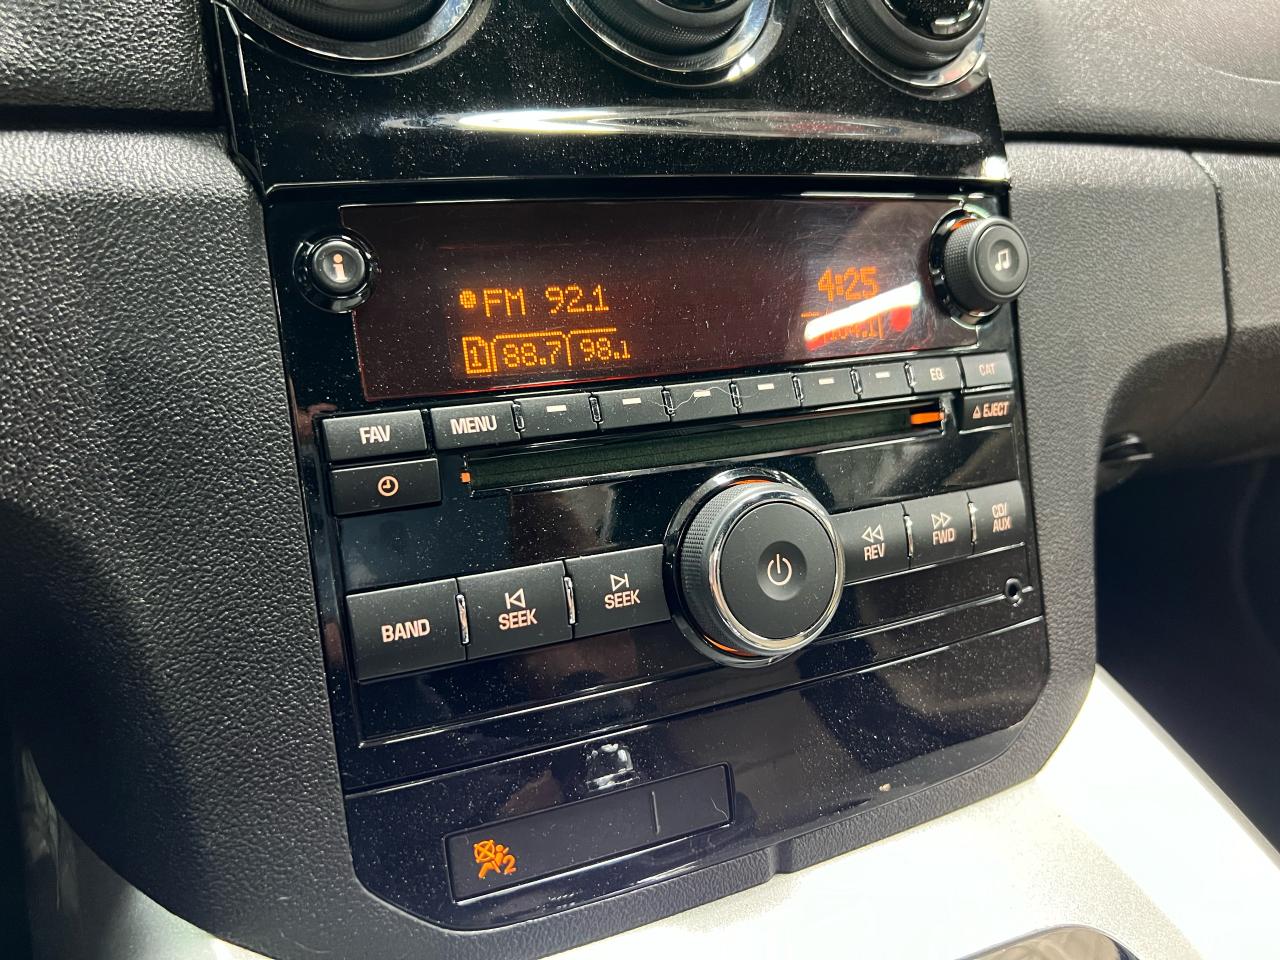 i
FM 92.1
4:25
1 88.7 98.1
FAV
MENU
EQ
CAT
EJECT
BAND
SEEK
SEEK
REV
FWD
CD/
AUX
2